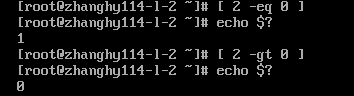 [root@zhanghy114-l-2 ~]# [ 2 -eq 0 ]
[root@zhanghy114-l-2 ~]# echo $?
1
[root@zhanghy114-l-2 ~]# [ 2 -gt 0 ]
[root@zhanghy114-l-2 ~]# echo $?
0